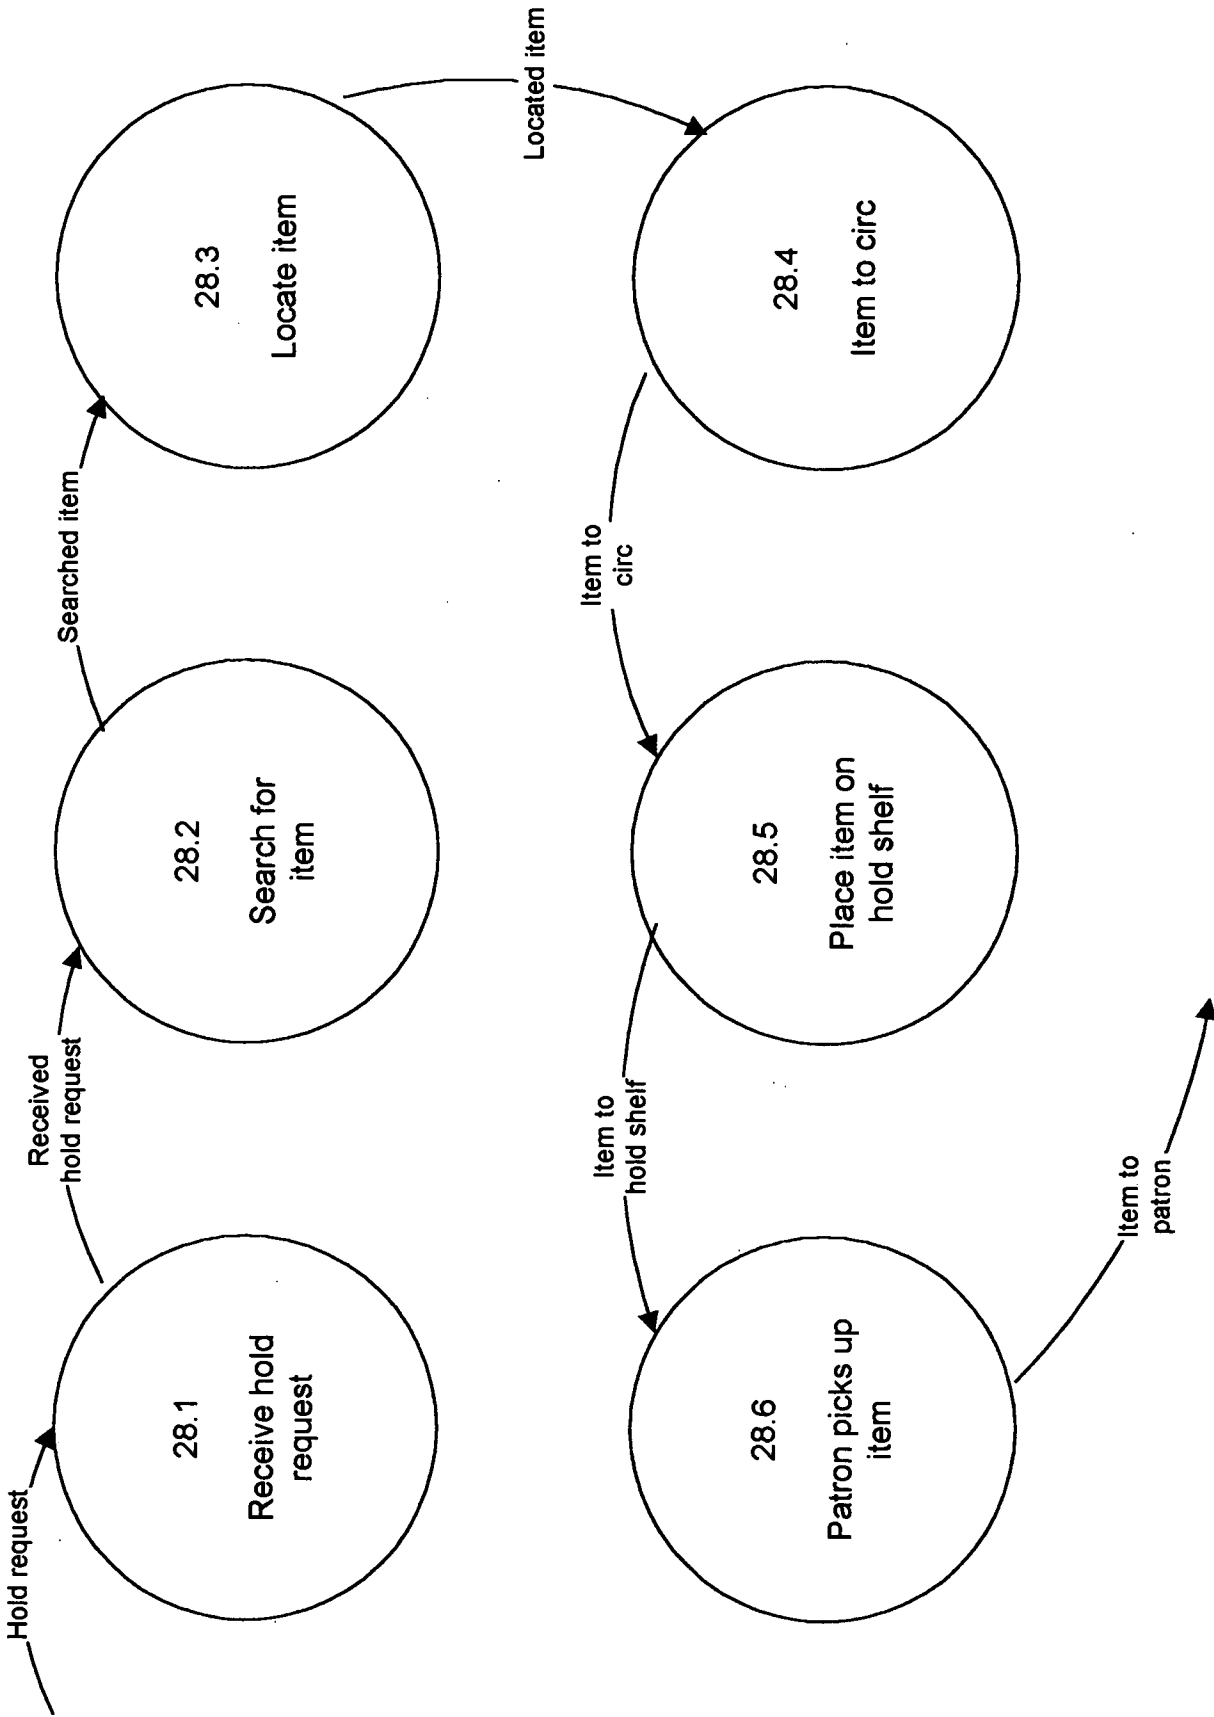 Hold request
28.1
Receive hold
request
Received
hold request
28.2
Search for
item
Searched item
28.3
Locate item
Located item
28.4
Item to circ
Item to
circ
28.5
Place item on
hold shelf
Item to
hold shelf
28.6
Patron picks up
item
Item to
patron